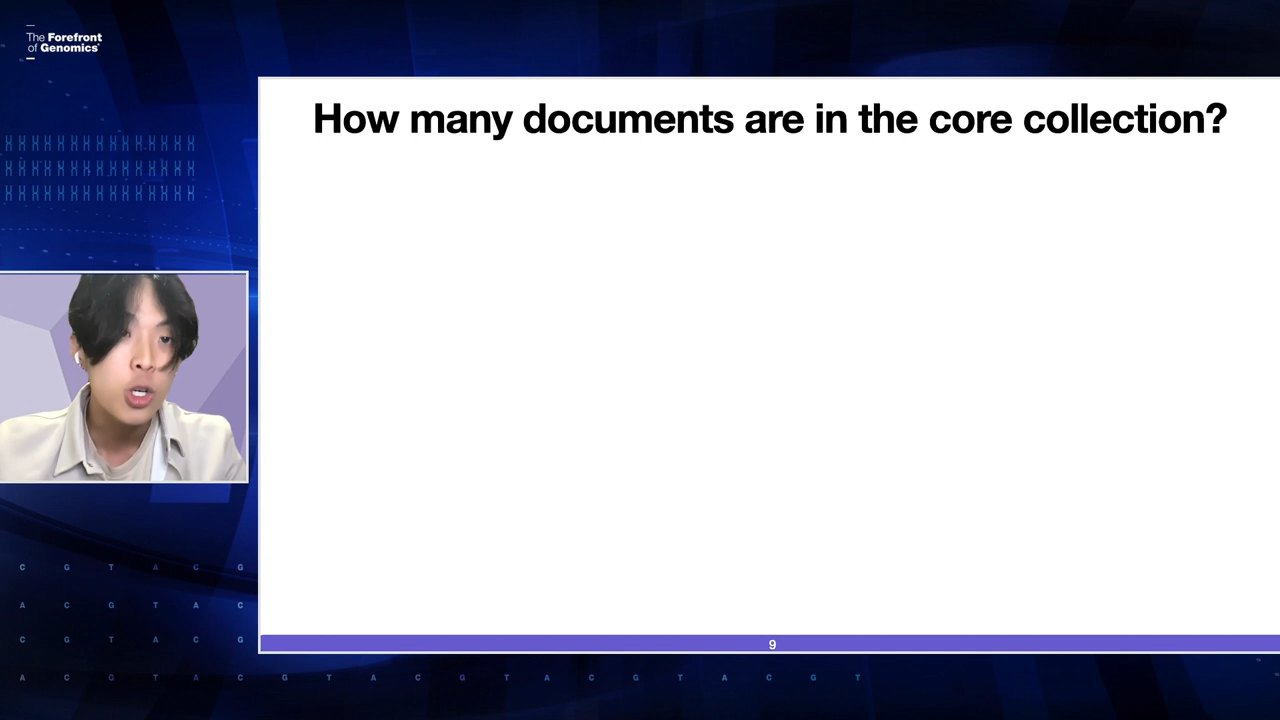 The Forefront
of Genomics®
How many documents are in the core collection?
C G T A C G
A C G T A C
C G T A C G
9
A C G T A C G T A C G T A C G T A C G T